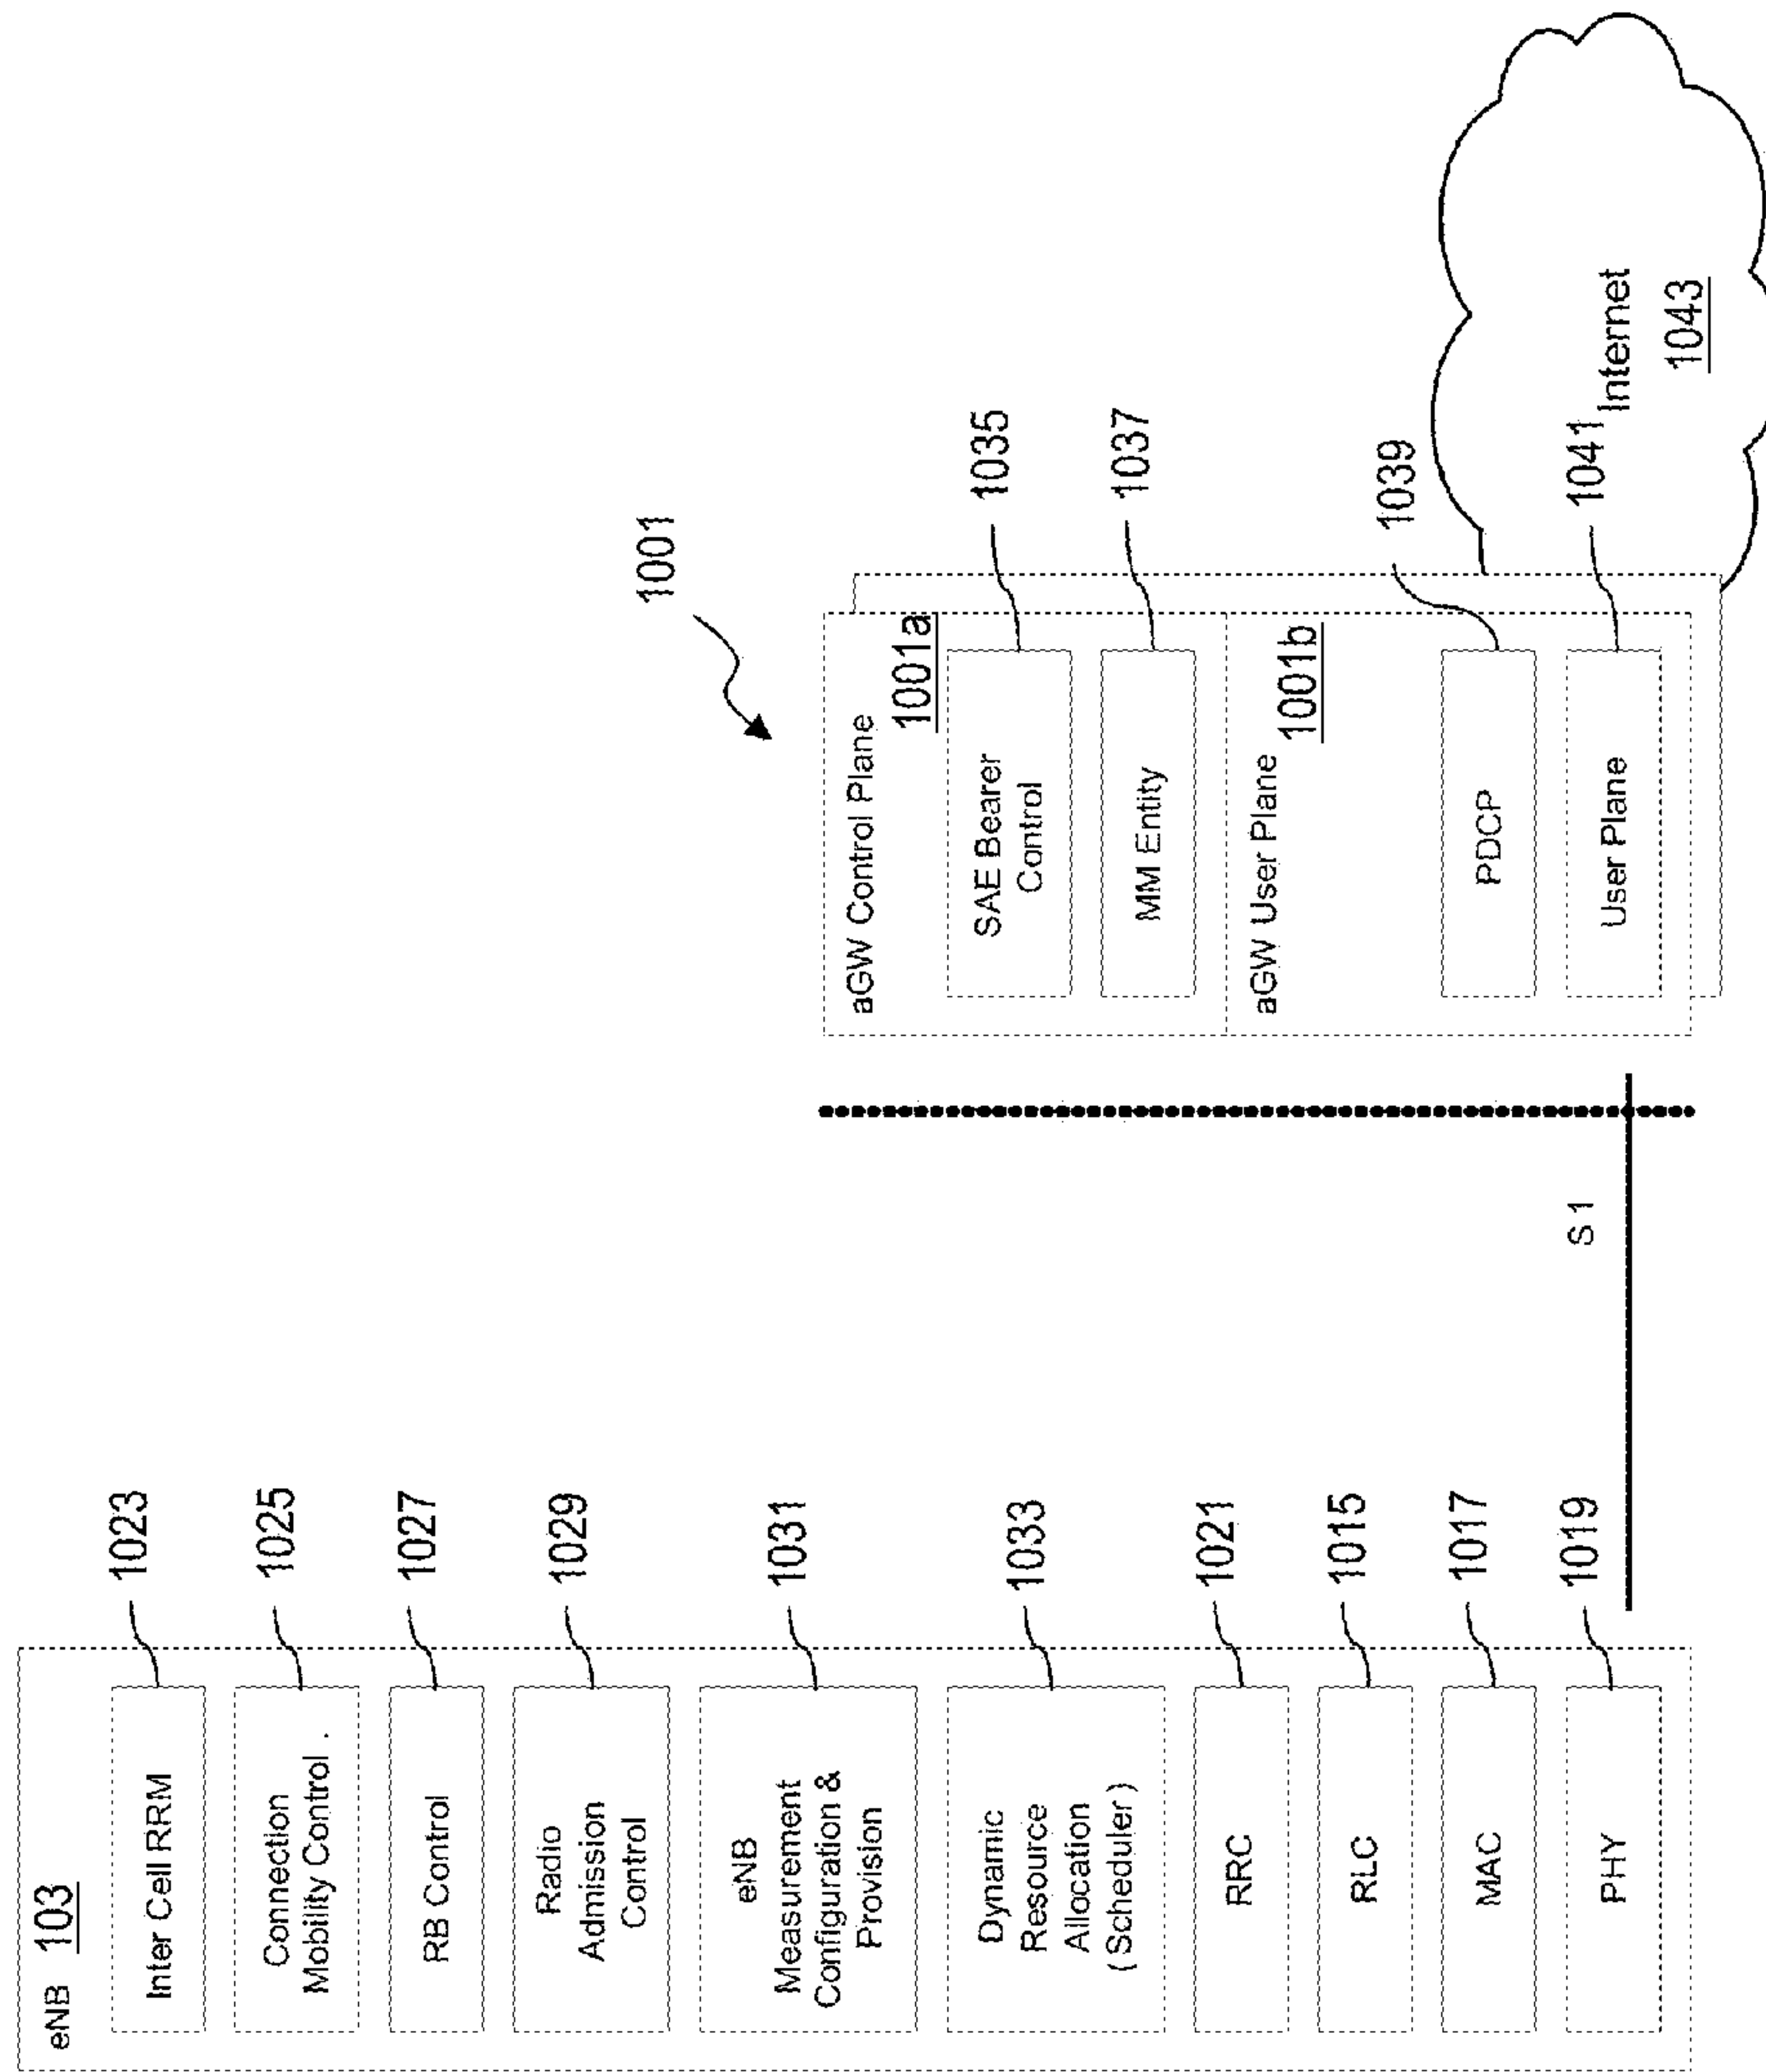 eNB 103
Inter Cell RRM
1023
Connection
Mobility Control .
1025
RB Control
1027
Radio
Admission
Control
1029
eNB
Measurement
Configuration &
Provision
1031
Dynamic
Resource
Allocation
( Scheduler )
1033
RRC
1021
RLC
1015
MAC
1017
PHY
1019
S1
1001
aGW Control Plane
1001a
SAE Bearer
Control
1035
MM Entity
1037
aGW User Plane
1001b
PDCP
1039
User Plane
1041
Internet
1043